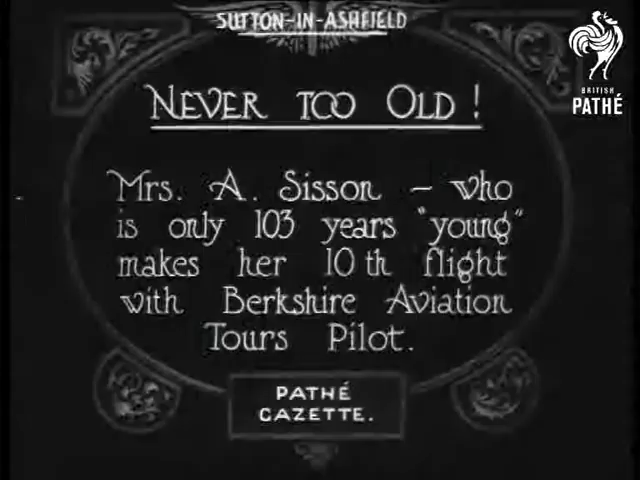 SUTTON-IN-ASHFIELD
BRITISH
PATHÉ
NEVER TOO OLD!
Mrs. A. Sisson – who
is only 103 years "young"
makes her 10th flight
with Berkshire Aviation
Tours Pilot.
PATHÉ
GAZETTE.